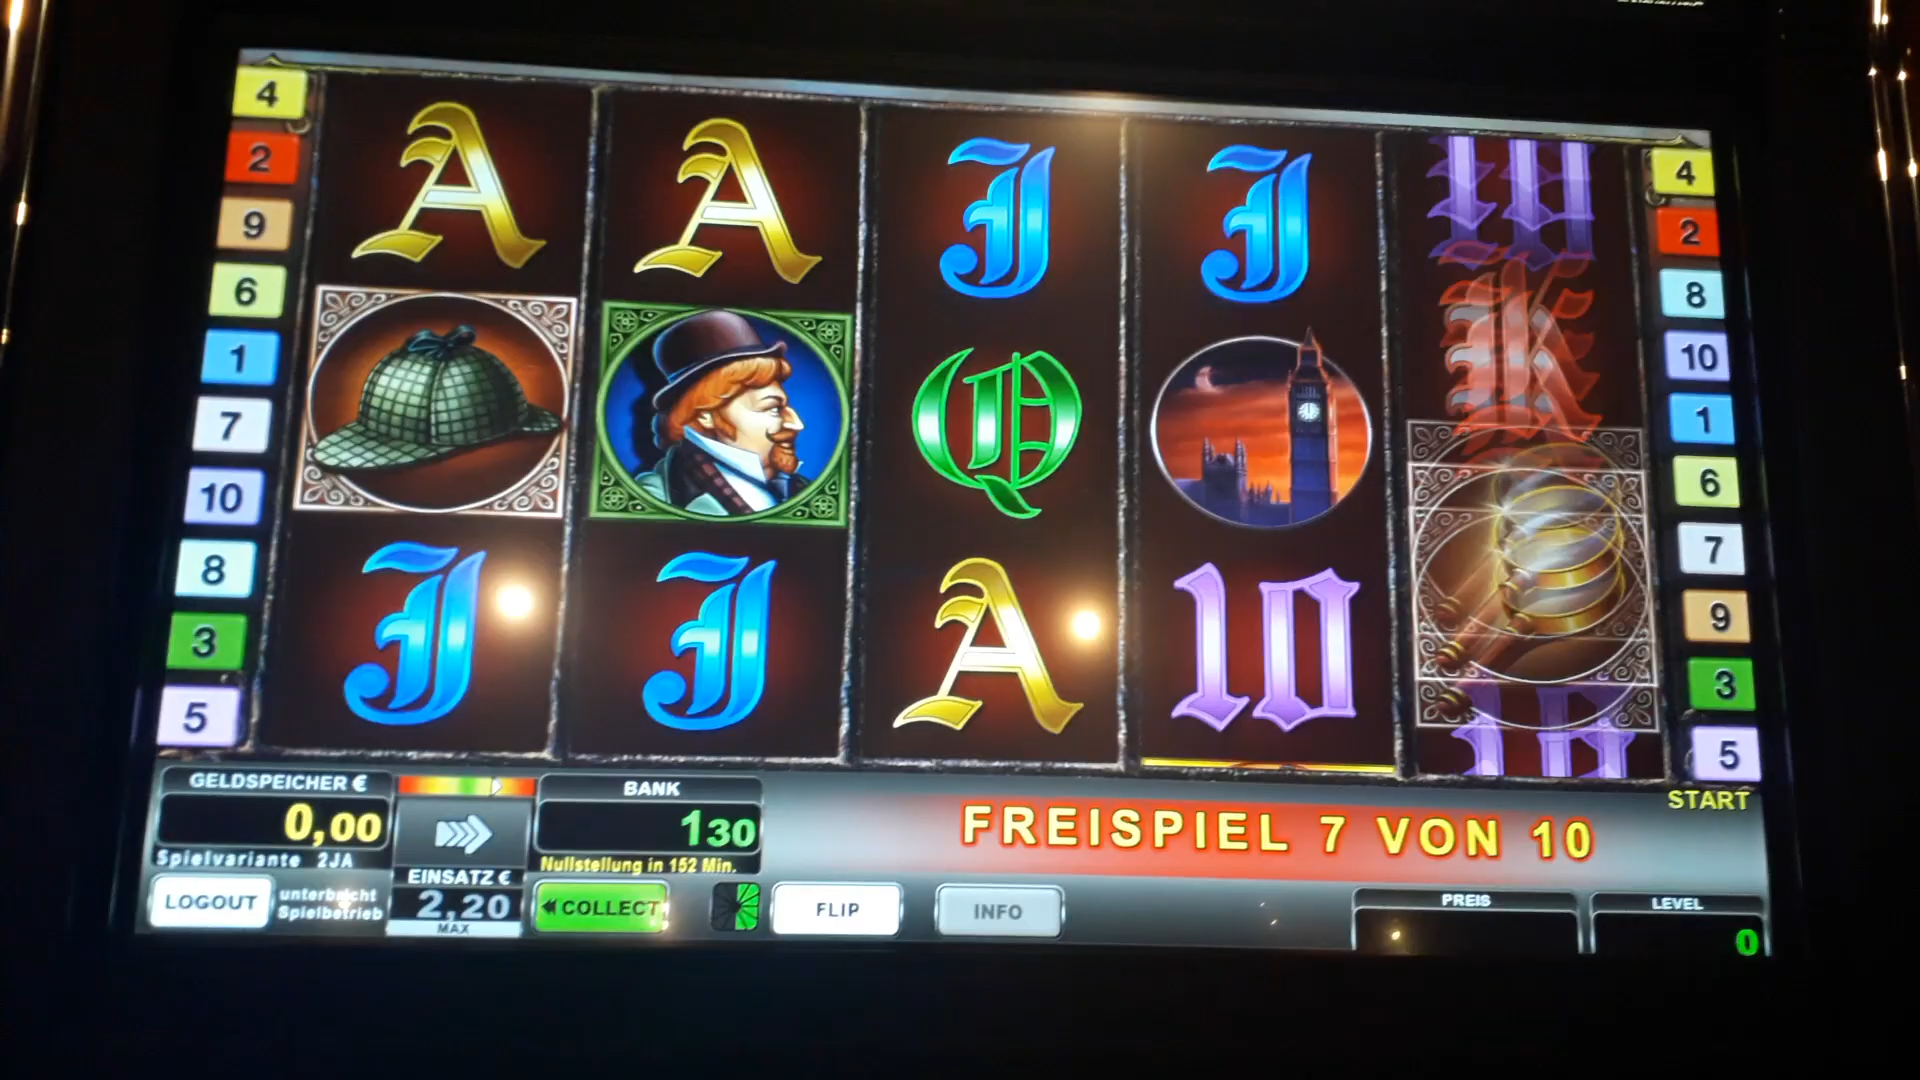 4
2
9
6
1
7
10
8
3
5
A A J J 10
Q K
J J A 10 10
4
2
8
10
1
6
7
9
3
5
START
GELDSPEICHER €
0,00
Spielvariante 2JA
LOGOUT
unterbricht
Spielbetrieb
EINSATZ €
2,20
MAX
BANK
130
Nullstellung in 152 Min.
COLLECT
FLIP
INFO
FREISPIEL 7 VON 10
PREIS
LEVEL
0